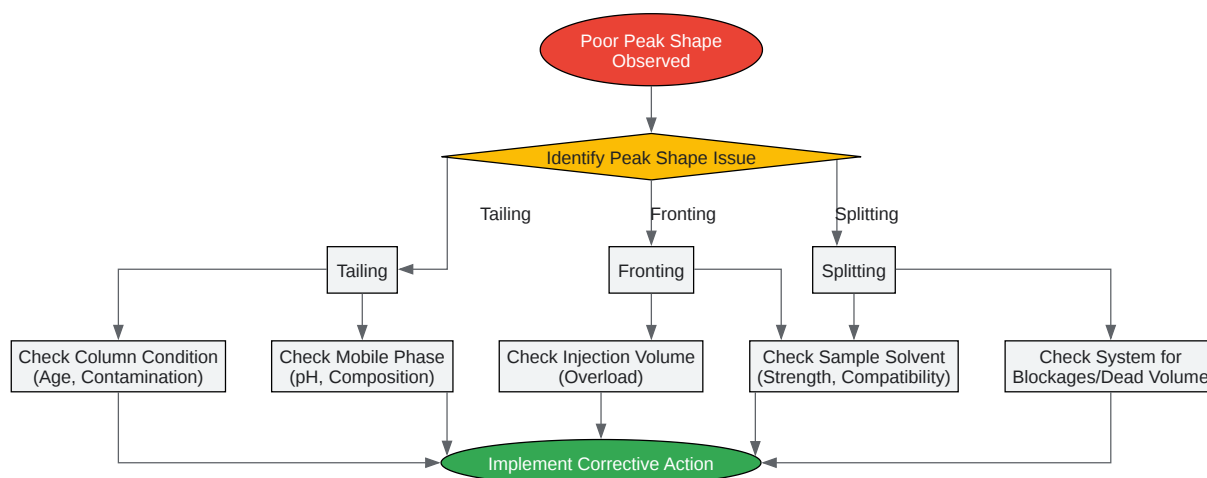 Poor Peak Shape
Observed
Identify Peak Shape Issue
Tailing
Fronting
Splitting
Tailing
Fronting
Splitting
Check Column Condition
(Age, Contamination)
Check Mobile Phase
(pH, Composition)
Check Injection Volume
(Overload)
Check Sample Solvent
(Strength, Compatibility)
Check System for
Blockages/Dead Volume
Implement Corrective Action